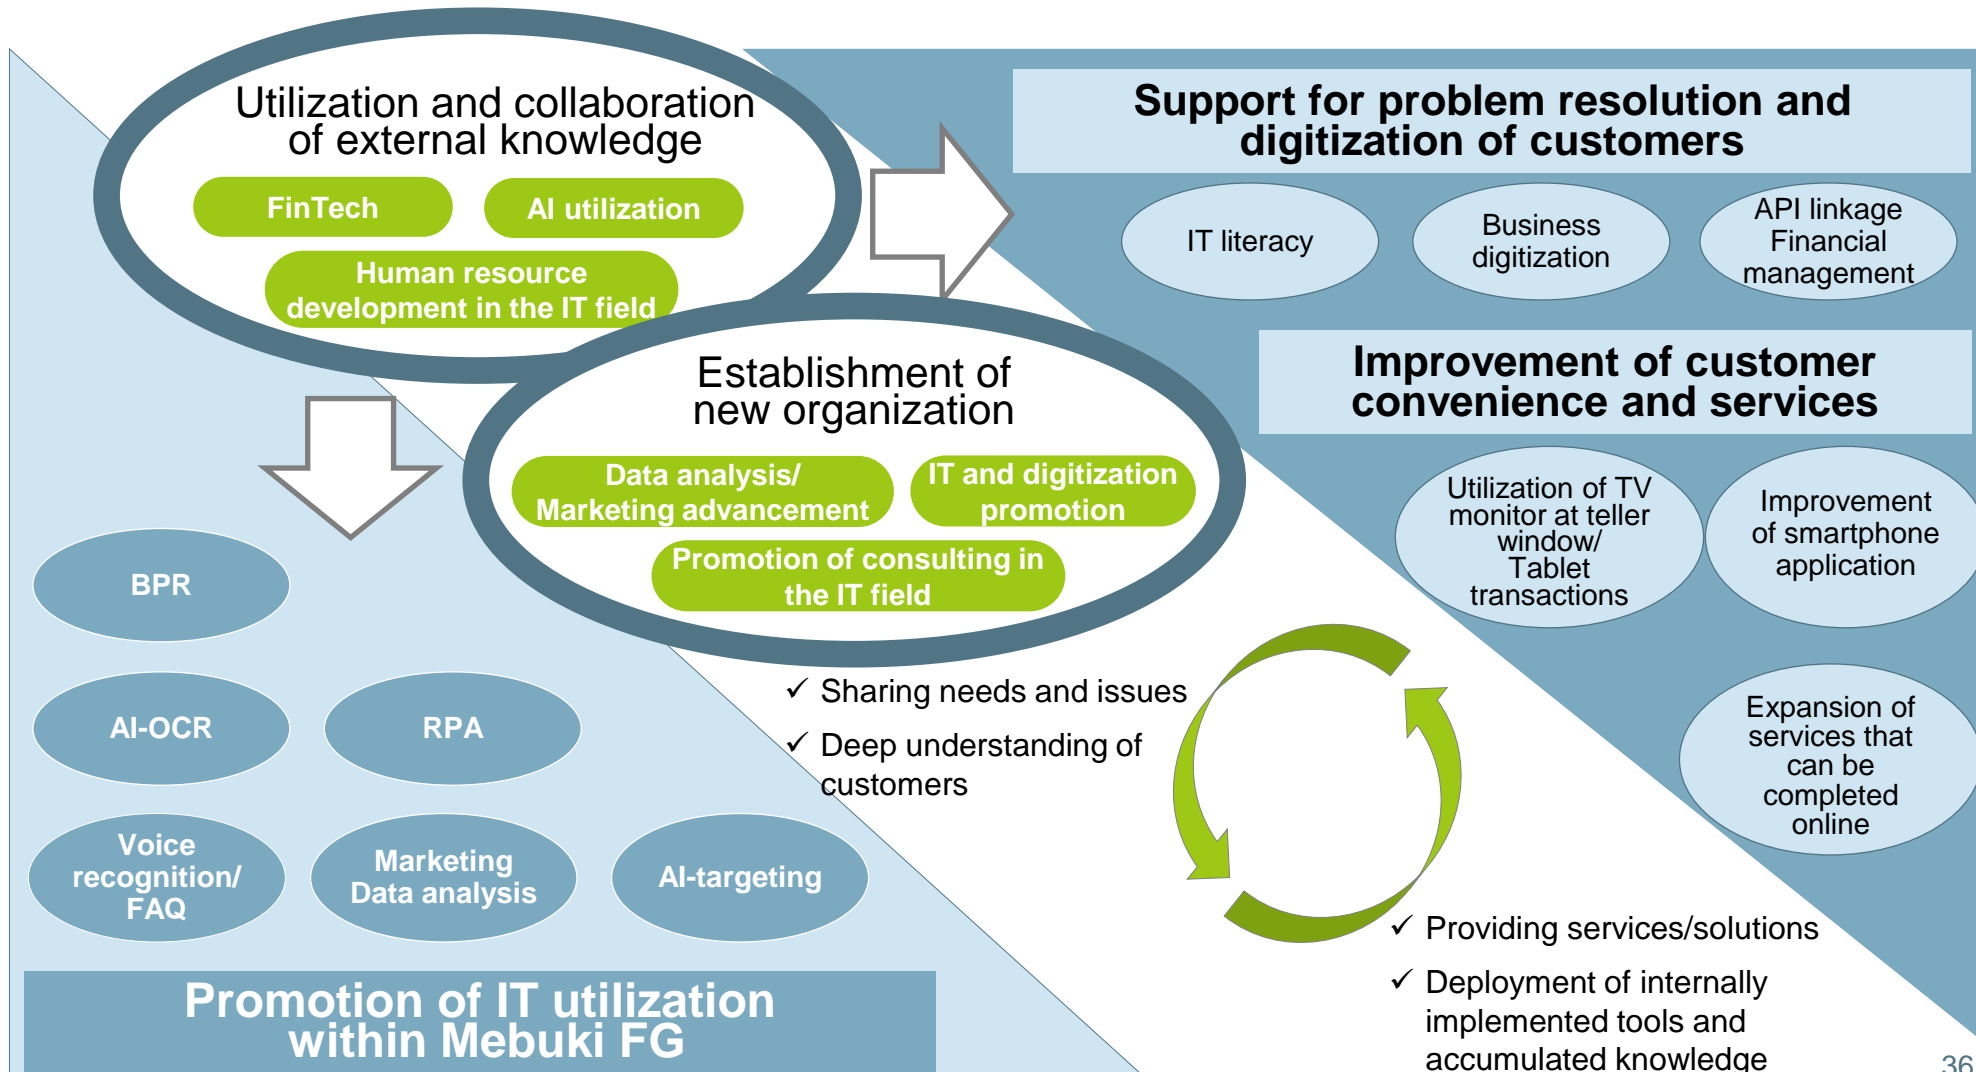 Utilization and collaboration
of external knowledge
FinTech
AI utilization
Human resource
development in the IT field
Establishment of
new organization
Data analysis/
Marketing advancement
IT and digitization
promotion
Promotion of consulting in
the IT field
Support for problem resolution and
digitization of customers
IT literacy
Business
digitization
API linkage
Financial
management
Improvement of customer
convenience and services
Utilization of TV
monitor at teller
window/
Tablet
transactions
Improvement
of smartphone
application
Expansion of
services that
can be
completed
online
BPR
AI-OCR
RPA
Voice
recognition/
FAQ
Marketing
Data analysis
AI-targeting
Promotion of IT utilization
within Mebuki FG
✓ Sharing needs and issues
✓ Deep understanding of
customers
✓ Providing services/solutions
✓ Deployment of internally
implemented tools and
accumulated knowledge
36